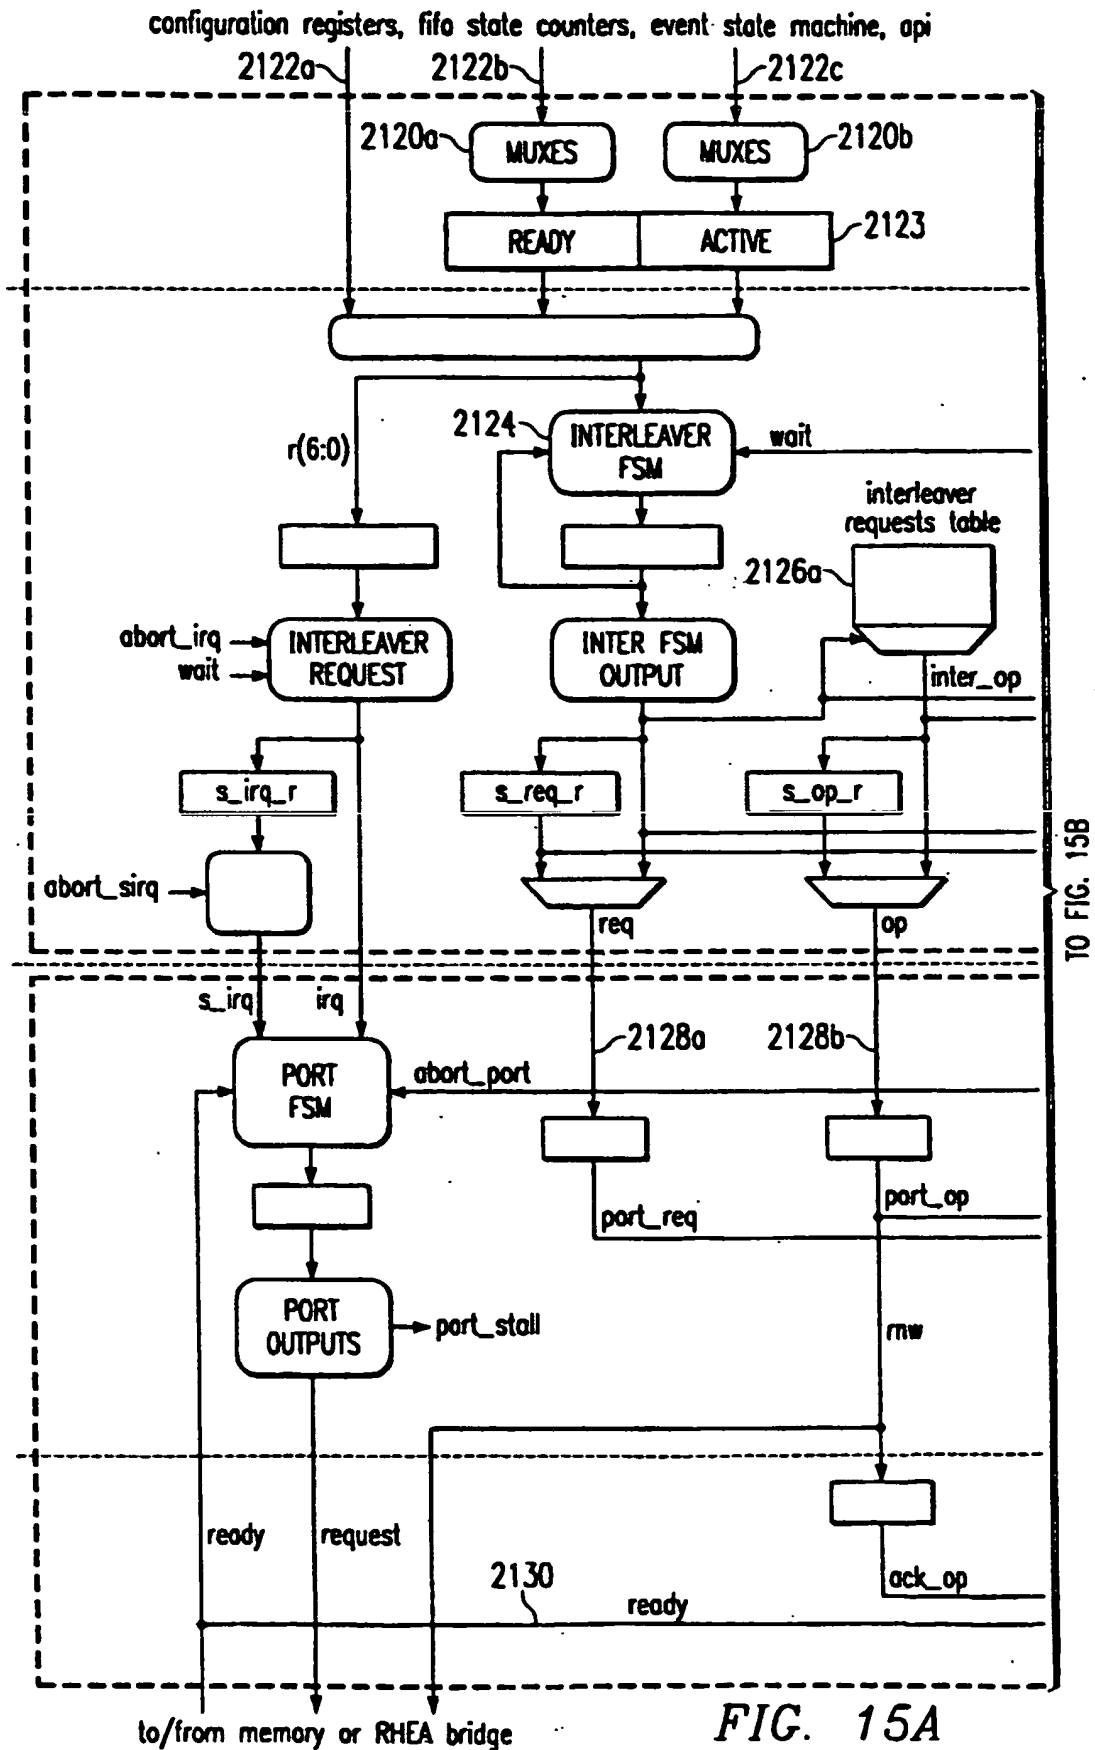 configuration registers, fifo state counters, event state machine, api
2122a
2122b
2122c
2120a
MUXES
MUXES
2120b
READY
ACTIVE
2123
2124
INTERLEAVER
FSM
wait
r(6:0)
interleaver
requests table
2126a
abort_irq
wait
INTERLEAVER
REQUEST
INTER FSM
OUTPUT
inter_op
s_irq_r
s_req_r
s_op_r
abort_sirq
req
op
TO FIG. 15B
s_irq
irq
2128a
2128b
PORT
FSM
abort_port
port_req
port_op
PORT
OUTPUTS
port_stall
rnw
ready
request
2130
ready
ack_op
to/from memory or RHEA bridge
FIG. 15A